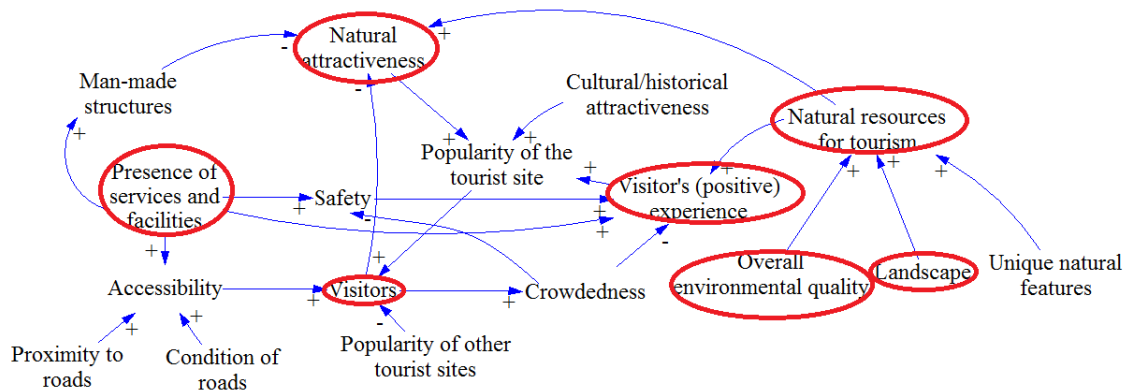 Natural
attractiveness
Man-made
structures
Cultural/historical
attractiveness
Natural resources
for tourism
Popularity of the
tourist site
Presence of
services and
facilities
Safety
Visitor's (positive)
experience
Accessibility
Visitors
Crowdedness
Overall
environmental quality
Landscape
Unique natural
features
Proximity to
roads
Condition of
roads
Popularity of other
tourist sites